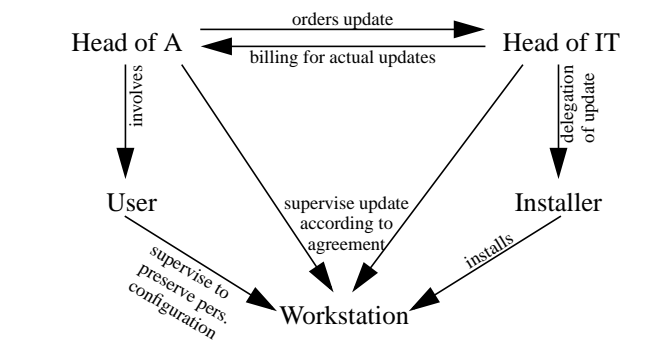 orders update
Head of A
Head of IT
billing for actual updates
involves
delegation
of update
User
supervise update
according to
agreement
Installer
supervise to
preserve pers.
configuration
installs
Workstation